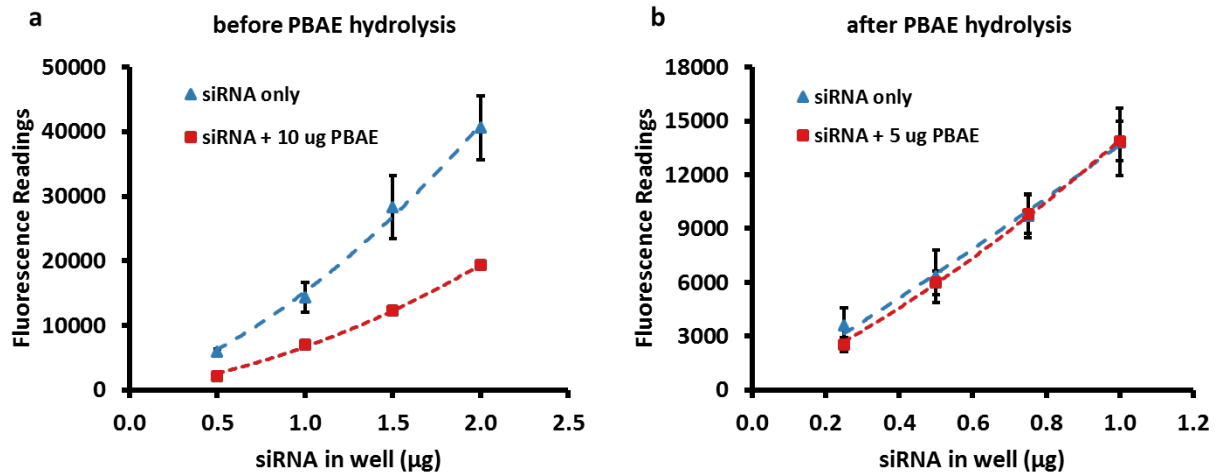 a
before PBAE hydrolysis
50000
40000
30000
20000
10000
0
Fluorescence Readings
siRNA only
siRNA + 10 ug PBAE
0.0 0.5 1.0 1.5 2.0 2.5
siRNA in well (μg)
b
after PBAE hydrolysis
18000
15000
12000
9000
6000
3000
0
Fluorescence Readings
siRNA only
siRNA + 5 ug PBAE
0.0 0.2 0.4 0.6 0.8 1.0 1.2
siRNA in well (μg)